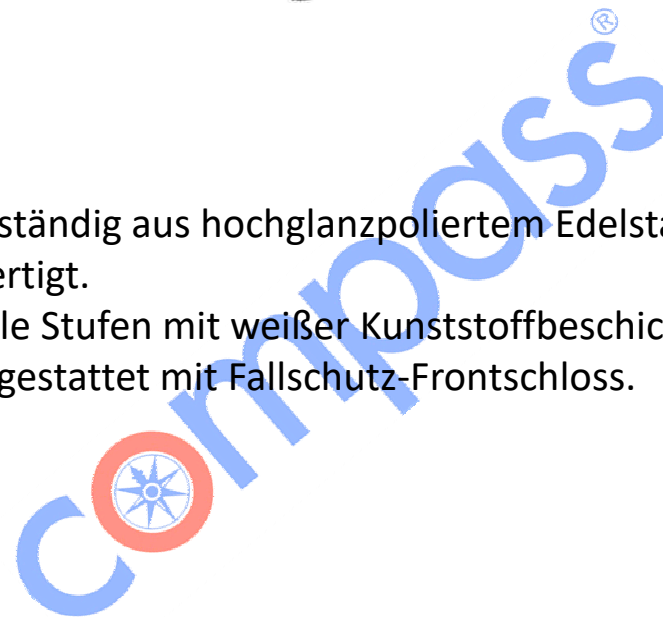 ständig aus hochglanzpoliertem Edelsta
ertigt.
le Stufen mit weißer Kunststoffbeschic
gestattet mit Fallschutz-Frontschloss.
compass®